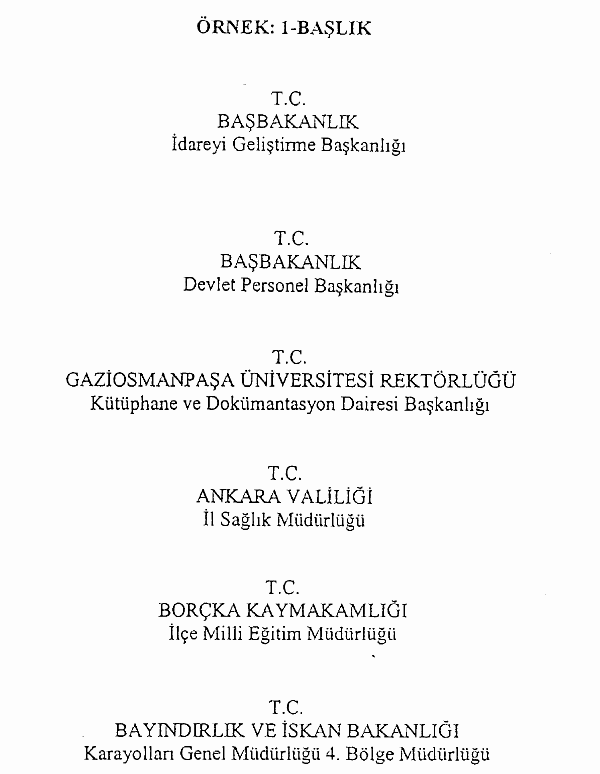 ÖRNEK: 1-BAŞLIK
T.C.
BAŞBAKANLIK
İdareyi Geliştirme Başkanlığı
T.C.
BAŞBAKANLIK
Devlet Personel Başkanlığı
T.C.
GAZİOSMANPAŞA ÜNİVERSİTESİ REKTÖRLÜĞÜ
Kütüphane ve Dokümantasyon Dairesi Başkanlığı
T.C.
ANKARA VALİLİĞİ
İl Sağlık Müdürlüğü
T.C.
BORÇKA KAYMAKAMLIĞI
İlçe Milli Eğitim Müdürlüğü
T.C.
BAYINDIRLIK VE İSKAN BAKANLIĞI
Karayolları Genel Müdürlüğü 4. Bölge Müdürlüğü